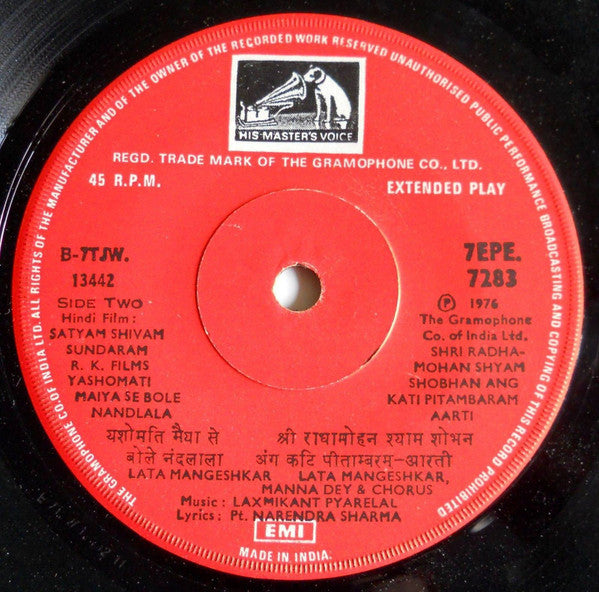 THE GRAMOPHONE CO OF INDIA LTD. ALL RIGHTS OF THE MANUFACTURER AND OF THE OWNER OF THE RECORDED WORK RESERVED UNAUTHORISED PUBLIC PERFORMANCE BROADCASTING AND COPYING OF THIS RECORD PROHIBITED
HIS MASTER'S VOICE
REGD. TRADE MARK OF THE GRAMOPHONE CO., LTD.
45 R.P.M.
EXTENDED PLAY
B-7TJW.
13442
7EPE.
7283
SIDE TWO
Hindi Film:
SATYAM SHIVAM
SUNDARAM
R. K. FILMS
YASHOMATI
MAIYA SE BOLE
NANDLALA
Ⓟ 1976
The Gramophone
Co. of India Ltd.
SHRI RADHA-
MOHAN SHYAM
SHOBHAN ANG
KATI PITAMBARAM
AARTI
यशोमति मैया से
बोले नंदलाला
श्री राधामोहन श्याम शोभन
अंग कटि पीताम्बरम-आरती
LATA MANGESHKAR
LATA MANGESHKAR,
MANNA DEY & CHORUS
Music: LAXMIKANT PYARELAL
Lyrics: Pt. NARENDRA SHARMA
EMI
MADE IN INDIA.